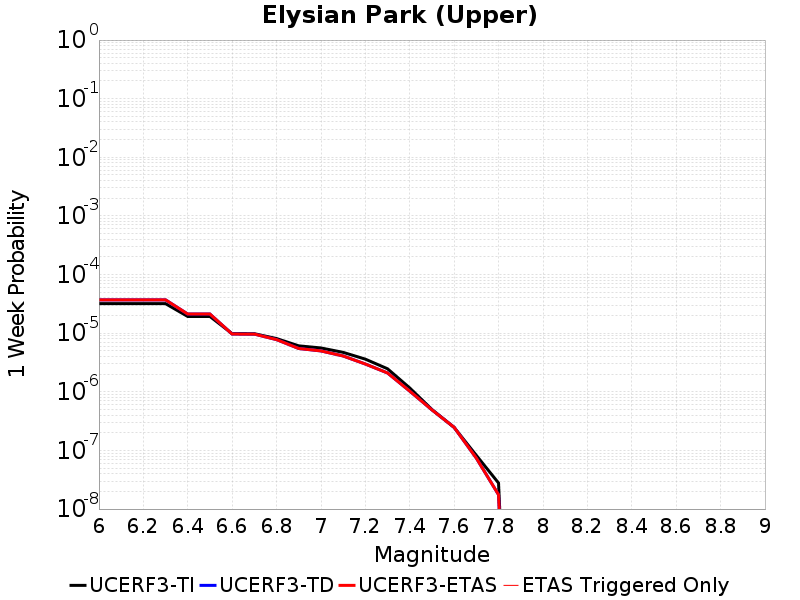 Elysian Park (Upper)
1 Week Probability
10^0
10^-1
10^-2
10^-3
10^-4
10^-5
10^-6
10^-7
10^-8
6 6.2 6.4 6.6 6.8 7 7.2 7.4 7.6 7.8 8 8.2 8.4 8.6 8.8 9
Magnitude
UCERF3-TI UCERF3-TD UCERF3-ETAS ETAS Triggered Only